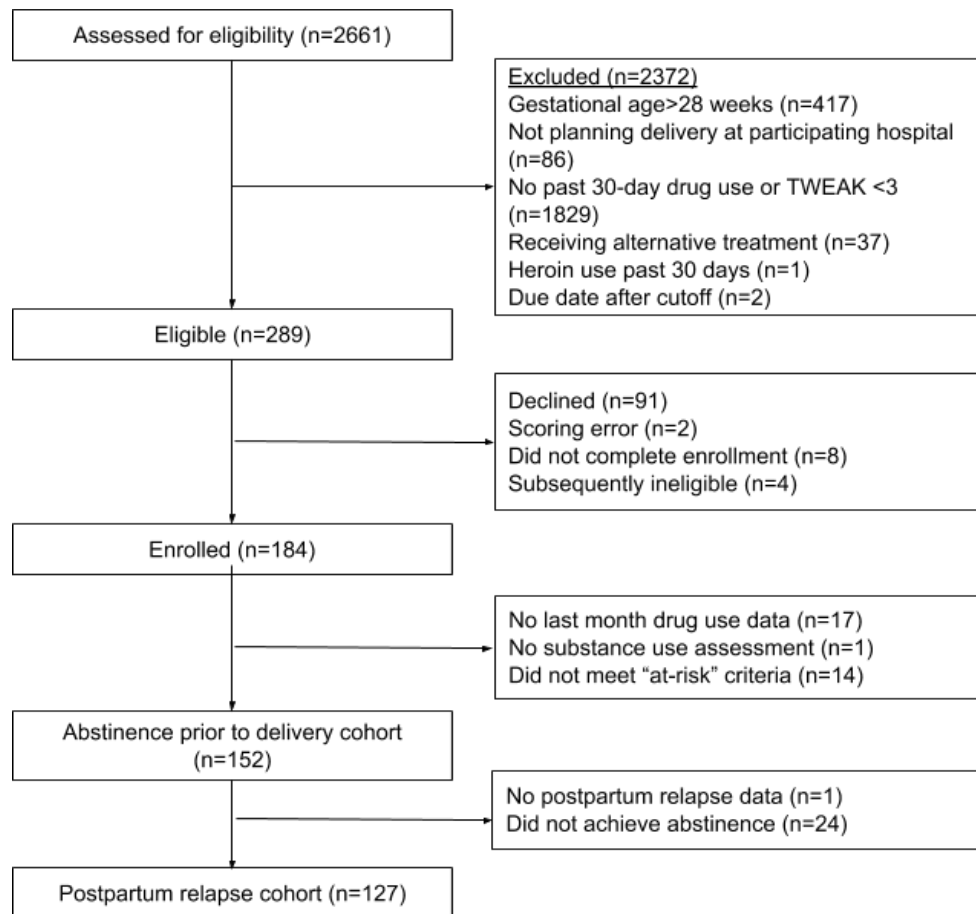 Assessed for eligibility (n=2661)
Excluded (n=2372)
Gestational age>28 weeks (n=417)
Not planning delivery at participating hospital
(n=86)
No past 30-day drug use or TWEAK <3
(n=1829)
Receiving alternative treatment (n=37)
Heroin use past 30 days (n=1)
Due date after cutoff (n=2)
Eligible (n=289)
Declined (n=91)
Scoring error (n=2)
Did not complete enrollment (n=8)
Subsequently ineligible (n=4)
Enrolled (n=184)
No last month drug use data (n=17)
No substance use assessment (n=1)
Did not meet “at-risk” criteria (n=14)
Abstinence prior to delivery cohort
(n=152)
No postpartum relapse data (n=1)
Did not achieve abstinence (n=24)
Postpartum relapse cohort (n=127)